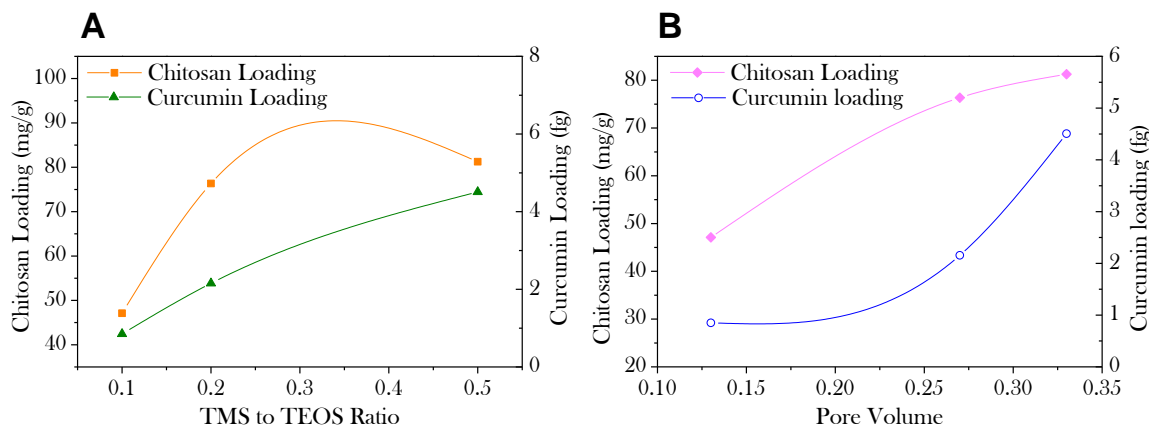 A
Chitosan Loading
Curcumin Loading
Chitosan Loading (mg/g)
100
90
80
70
60
50
40
Curcumin Loading (fg)
8
6
4
2
0
0.1 0.2 0.3 0.4 0.5
TMS to TEOS Ratio
B
Chitosan Loading
Curcumin loading
Chitosan Loading (mg/g)
80
70
60
50
40
30
20
Curcumin loading (fg)
6
5
4
3
2
1
0
0.10 0.15 0.20 0.25 0.30 0.35
Pore Volume